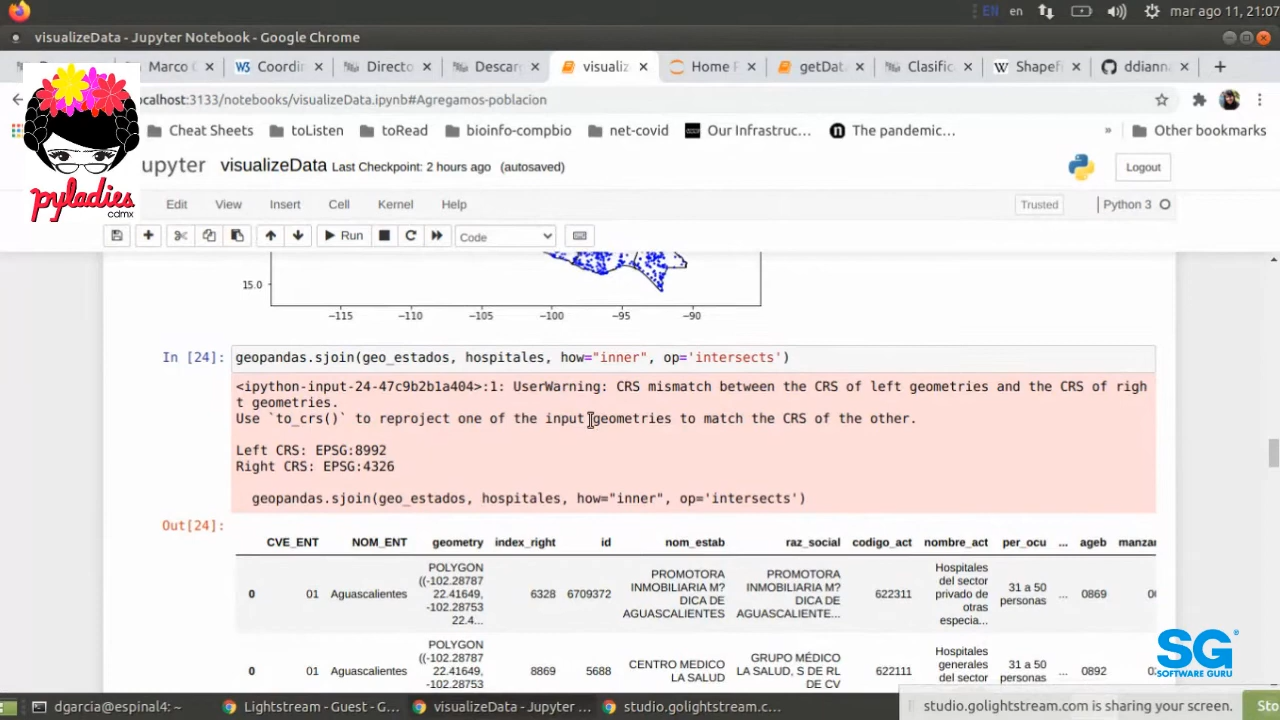 EN en mar ago 11, 21:07
visualizeData - Jupyter Notebook - Google Chrome
Marco Coordin Directo Descar visualiz Home P getDat Clasific Shapef ddiann
localhost:3133/notebooks/visualizeData.ipynb#Agregamos-poblacion
Cheat Sheets toListen toRead bioinfo-compbio net-covid Our Infrastruc... The pandemic... » Other bookmarks
pyladies
cdmx
jupyter visualizeData Last Checkpoint: 2 hours ago (autosaved) Logout
Edit View Insert Cell Kernel Help Trusted Python 3
Run Code
15.0
−115 −110 −105 −100 −95 −90
In [24]: geopandas.sjoin(geo_estados, hospitales, how="inner", op='intersects')
<ipython-input-24-47c9b2b1a404>:1: UserWarning: CRS mismatch between the CRS of left geometries and the CRS of righ
t geometries.
Use `to_crs()` to reproject one of the input geometries to match the CRS of the other.
Left CRS: EPSG:8992
Right CRS: EPSG:4326
geopandas.sjoin(geo_estados, hospitales, how="inner", op='intersects')
Out[24]:
CVE_ENT NOM_ENT geometry index_right id nom_estab raz_social codigo_act nombre_act per_ocu ... ageb manzan
0 01 Aguascalientes POLYGON ((-102.28787 22.41649, -102.28753 22.4... 6328 6709372 PROMOTORA INMOBILIARIA M?DICA DE AGUASCALIENTES PROMOTORA INMOBILIARIA M?DICA DE AGUASCALIENTE... 622311 Hospitales del sector privado de otras especia... 31 a 50 personas ... 0869
0 01 Aguascalientes POLYGON ((-102.28787 22.41649, -102.28753 8869 5688 CENTRO MEDICO LA SALUD GRUPO MÉDICO LA SALUD, S DE RL DE CV 622111 Hospitales generales del sector 31 a 50 personas ... 0892
SG
SOFTWARE GURU
dgarcia@espinal4: ~ Lightstream - Guest - G... visualizeData - Jupyter ... studio.golightstream.c... studio.golightstream.com is sharing your screen. Sto